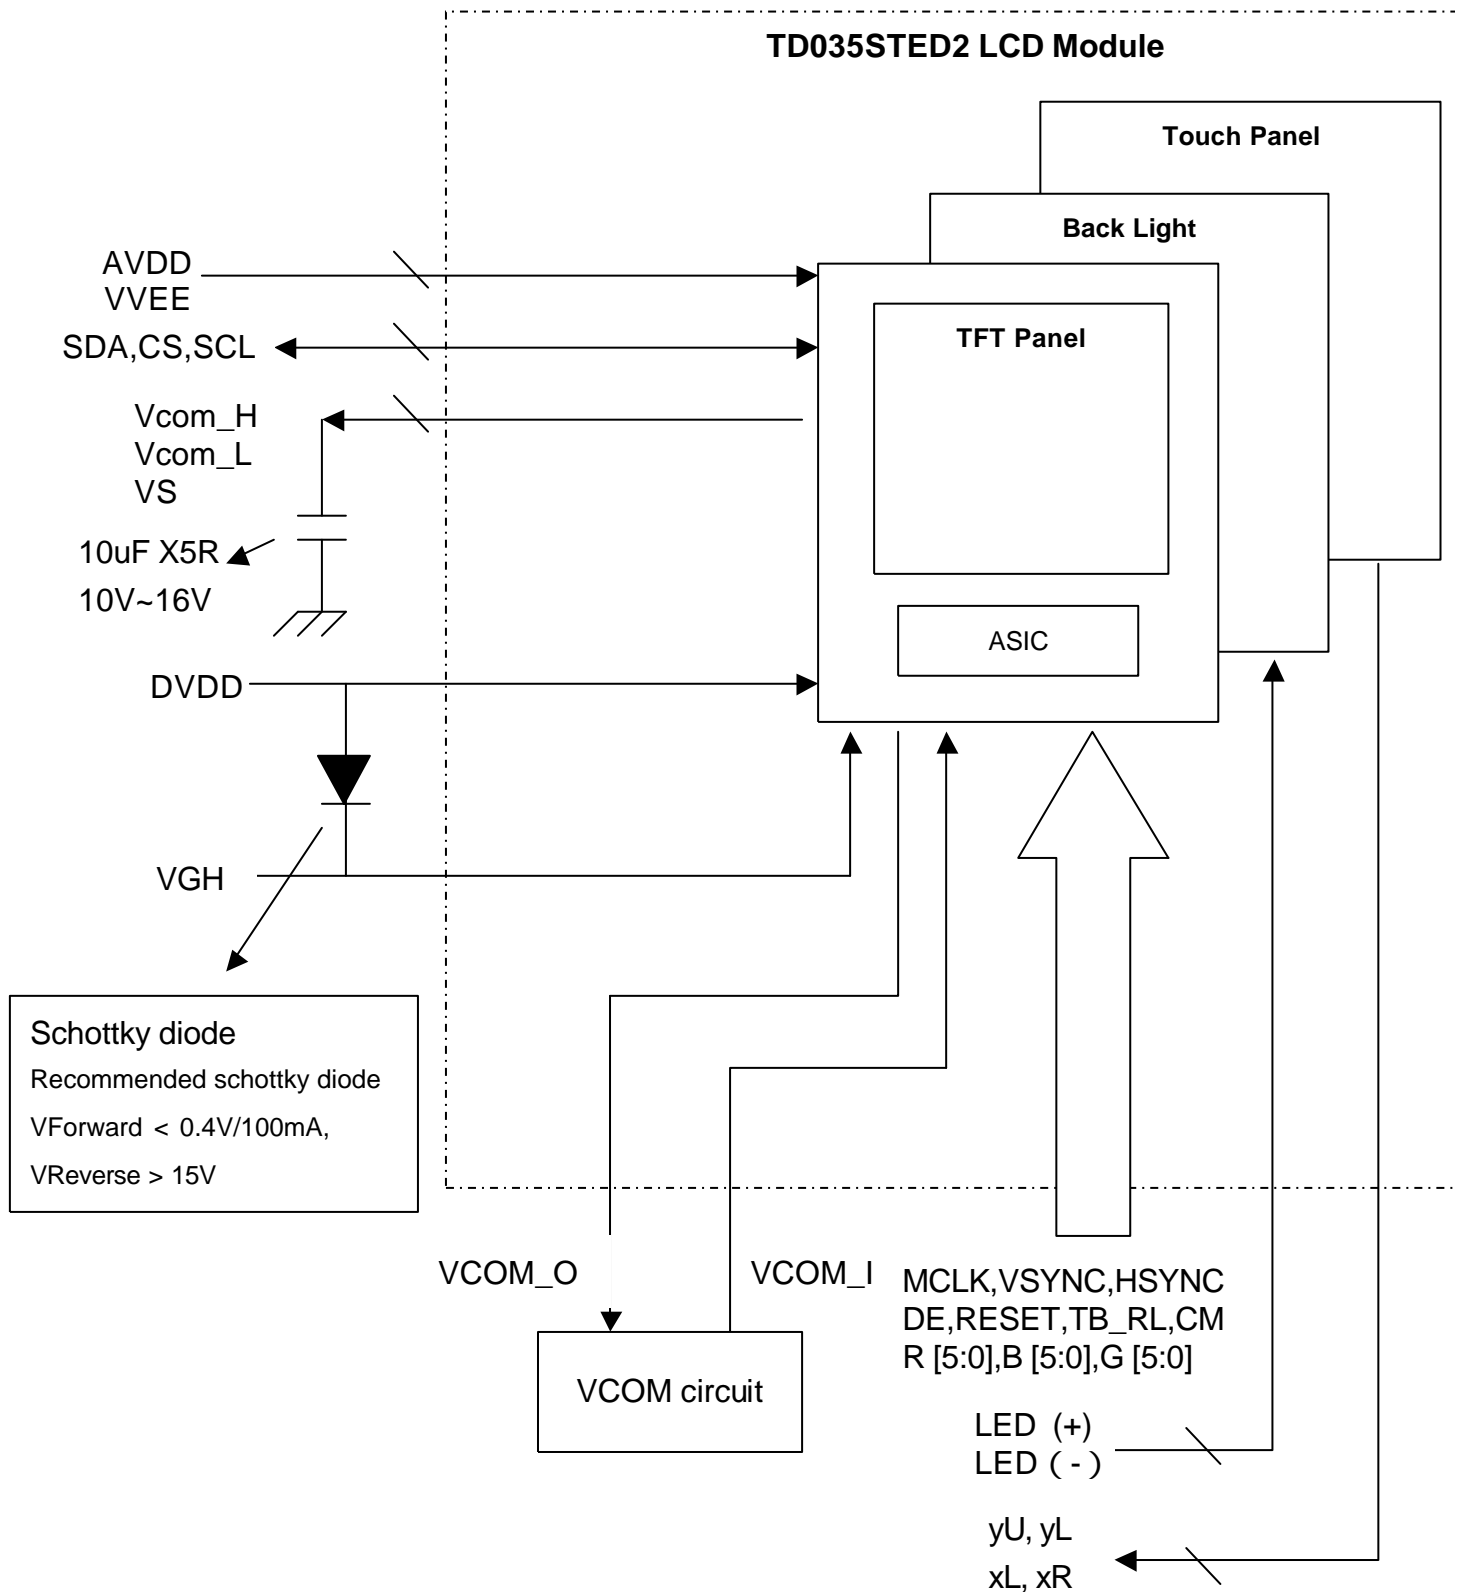 TD035STED2 LCD Module
Touch Panel
Back Light
AVDD
VVEE
TFT Panel
SDA,CS,SCL
Vcom_H
Vcom_L
VS
10uF X5R
10V~16V
ASIC
DVDD
VGH
Schottky diode
Recommended schottky diode
VForward < 0.4V/100mA,
VReverse > 15V
VCOM_O
VCOM_I
MCLK,VSYNC,HSYNC
DE,RESET,TB_RL,CM
R [5:0],B [5:0],G [5:0]
VCOM circuit
LED (+)
LED ( - )
yU, yL
xL, xR